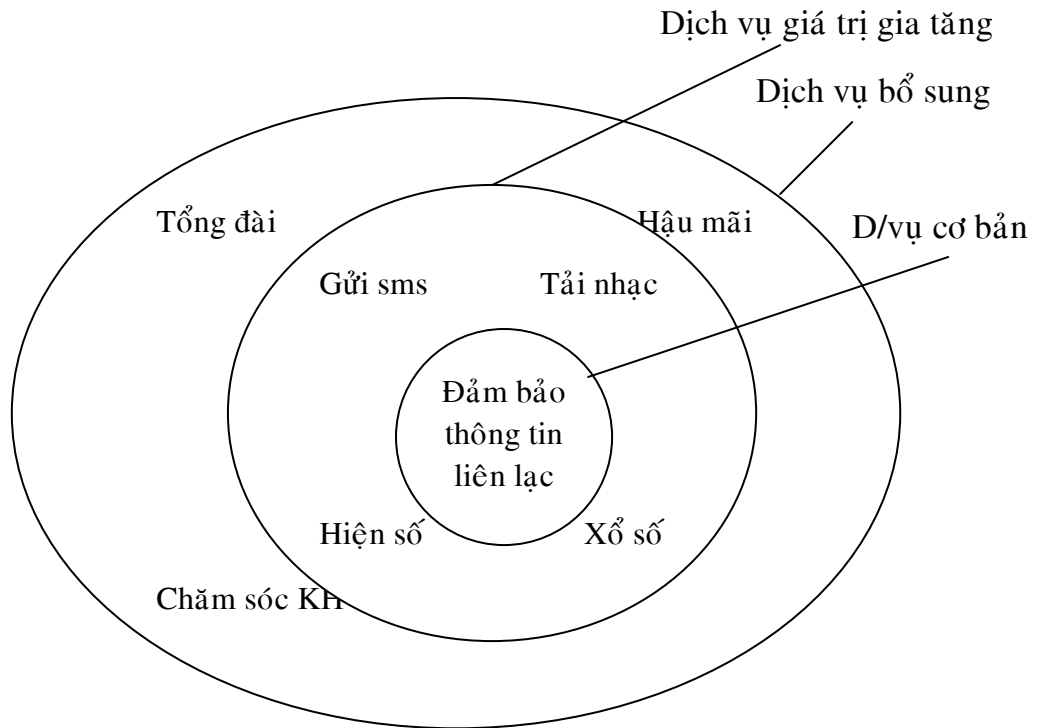 Dịch vụ giá trị gia tăng
Dịch vụ bổ sung
Tổng đài
Hậu mãi
D/vụ cơ bản
Gửi sms
Tải nhạc
Đảm bảo
thông tin
liên lạc
Hiện số
Xổ số
Chăm sóc KH